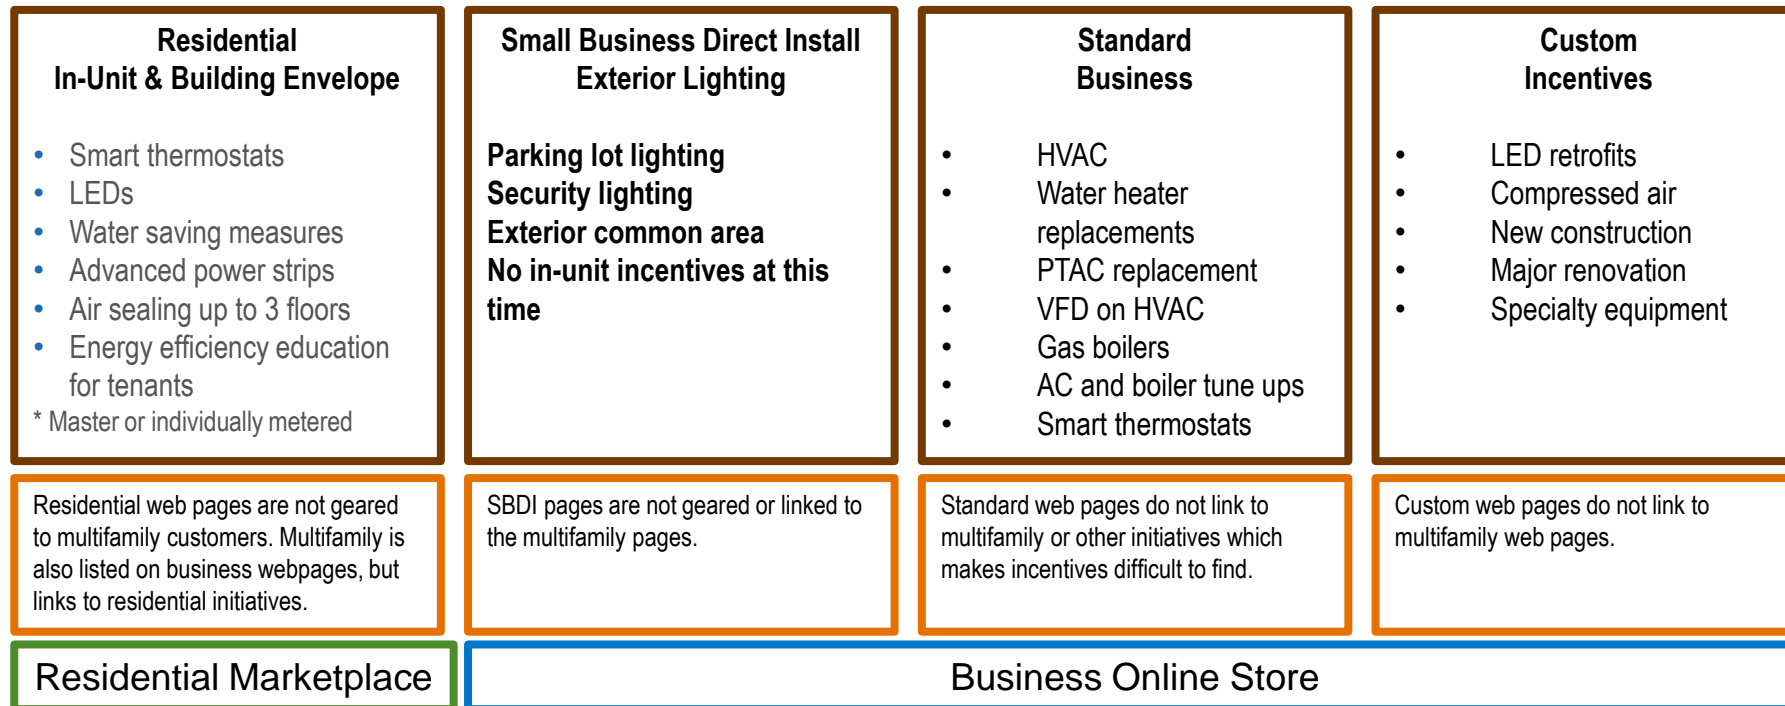 Residential
In-Unit & Building Envelope
• Smart thermostats
• LEDs
• Water saving measures
• Advanced power strips
• Air sealing up to 3 floors
• Energy efficiency education
for tenants
* Master or individually metered
Small Business Direct Install
Exterior Lighting
Parking lot lighting
Security lighting
Exterior common area
No in-unit incentives at this
time
Standard
Business
• HVAC
• Water heater
replacements
• PTAC replacement
• VFD on HVAC
• Gas boilers
• AC and boiler tune ups
• Smart thermostats
Custom
Incentives
• LED retrofits
• Compressed air
• New construction
• Major renovation
• Specialty equipment
Residential web pages are not geared
to multifamily customers. Multifamily is
also listed on business webpages, but
links to residential initiatives.
SBDI pages are not geared or linked to
the multifamily pages.
Standard web pages do not link to
multifamily or other initiatives which
makes incentives difficult to find.
Custom web pages do not link to
multifamily web pages.
Residential Marketplace
Business Online Store